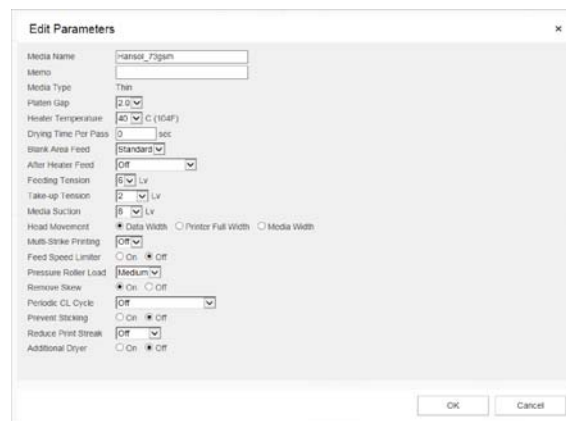 Edit Parameters ×
Media Name Hansol_73gsm
Memo
Media Type Thin
Platen Gap 2.0
Heater Temperature 40 C (104F)
Drying Time Per Pass 0 sec
Blank Area Feed Standard
After Heater Feed Off
Feeding Tension 6 Lv
Take-up Tension 2 Lv
Media Suction 8 Lv
Head Movement Data Width Printer Full Width Media Width
Multi-Strike Printing Off
Feed Speed Limiter On Off
Pressure Roller Load Medium
Remove Skew On Off
Periodic CL Cycle Off
Prevent Sticking On Off
Reduce Print Streak Off
Additional Dryer On Off
OK Cancel